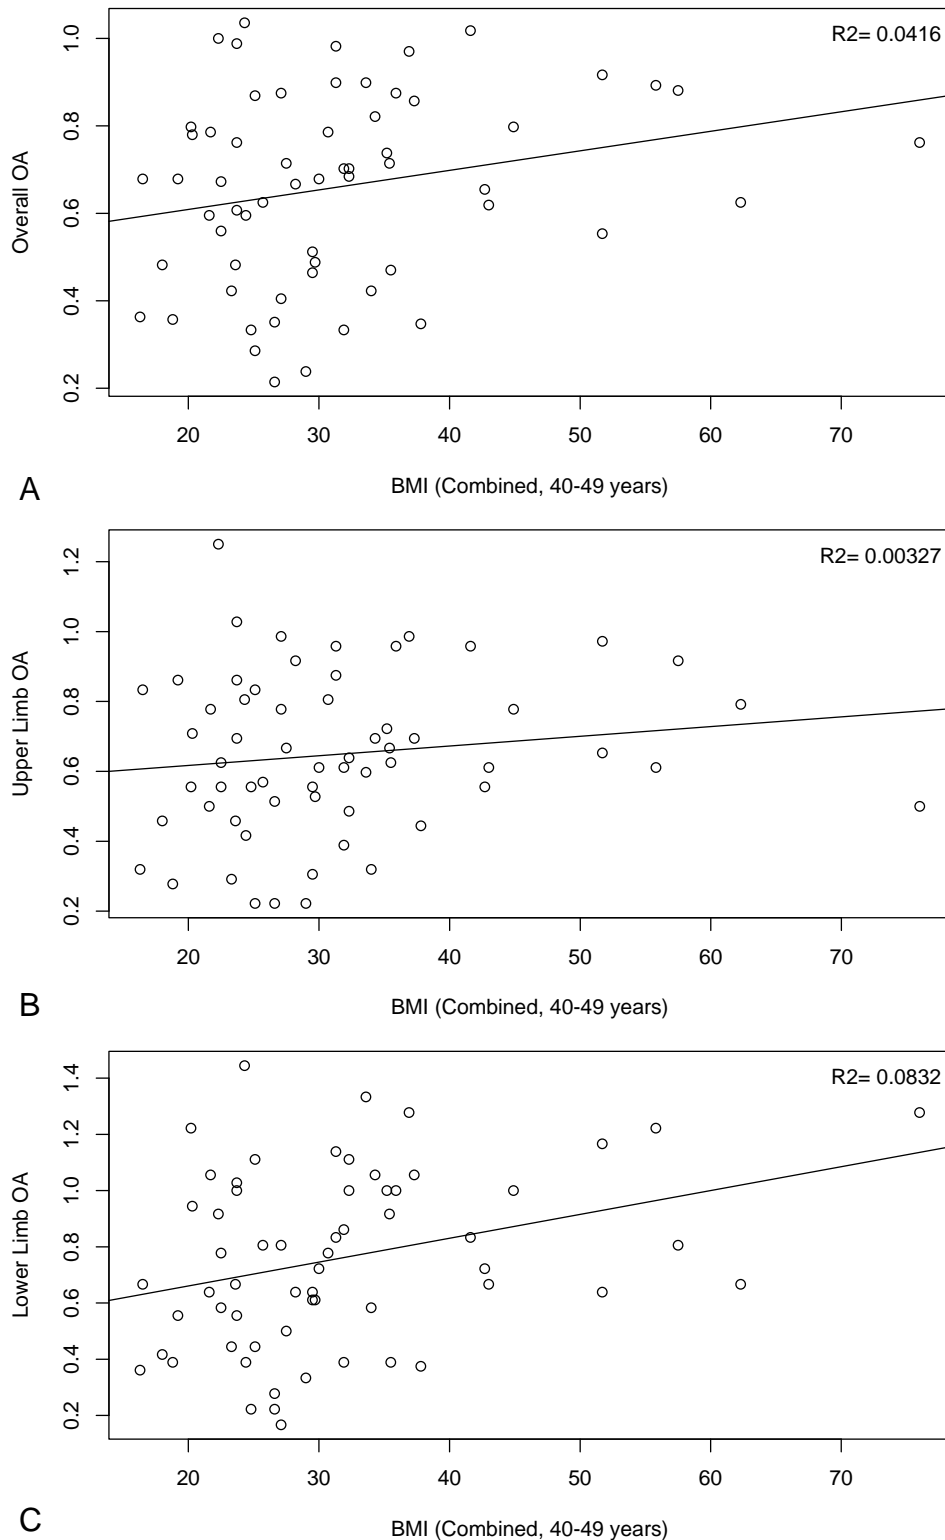 R2= 0.0416
1.0
0.8
0.6
0.4
0.2
Overall OA
20 30 40 50 60 70
BMI (Combined, 40-49 years)
A
R2= 0.00327
1.2
1.0
0.8
0.6
0.4
0.2
Upper Limb OA
20 30 40 50 60 70
BMI (Combined, 40-49 years)
B
R2= 0.0832
1.4
1.2
1.0
0.8
0.6
0.4
0.2
Lower Limb OA
20 30 40 50 60 70
BMI (Combined, 40-49 years)
C